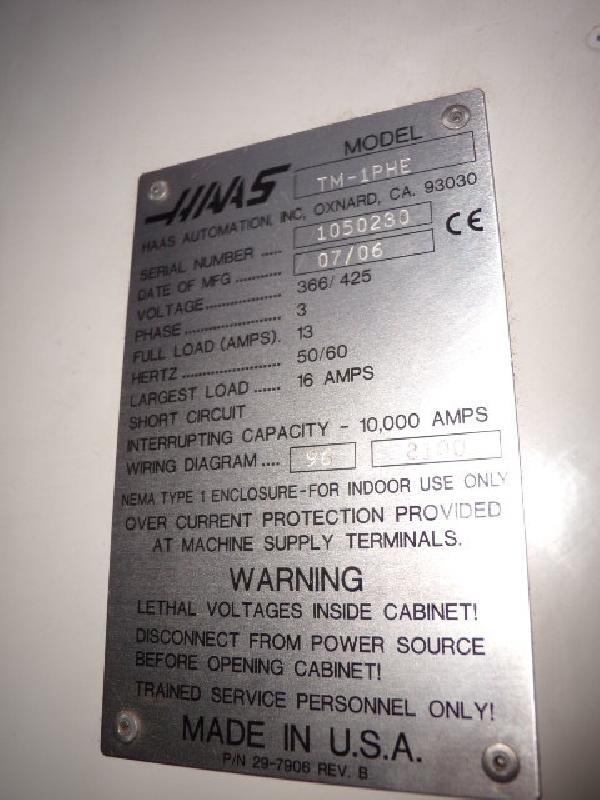 MODEL
HAAS TM-1PHE
HAAS AUTOMATION, INC, OXNARD, CA. 93030
SERIAL NUMBER ..... 1050230 CE
DATE OF MFG ........... 07/06
VOLTAGE .................. 366/425
PHASE ....................... 3
FULL LOAD (AMPS). 13
HERTZ ....................... 50/60
LARGEST LOAD ...... 16 AMPS
SHORT CIRCUIT
INTERRUPTING CAPACITY - 10,000 AMPS
WIRING DIAGRAM .... 96 8100
NEMA TYPE 1 ENCLOSURE-FOR INDOOR USE ONLY
OVER CURRENT PROTECTION PROVIDED
AT MACHINE SUPPLY TERMINALS.
WARNING
LETHAL VOLTAGES INSIDE CABINET!
DISCONNECT FROM POWER SOURCE
BEFORE OPENING CABINET!
TRAINED SERVICE PERSONNEL ONLY!
MADE IN U.S.A.
P/N 29-7906 REV. B